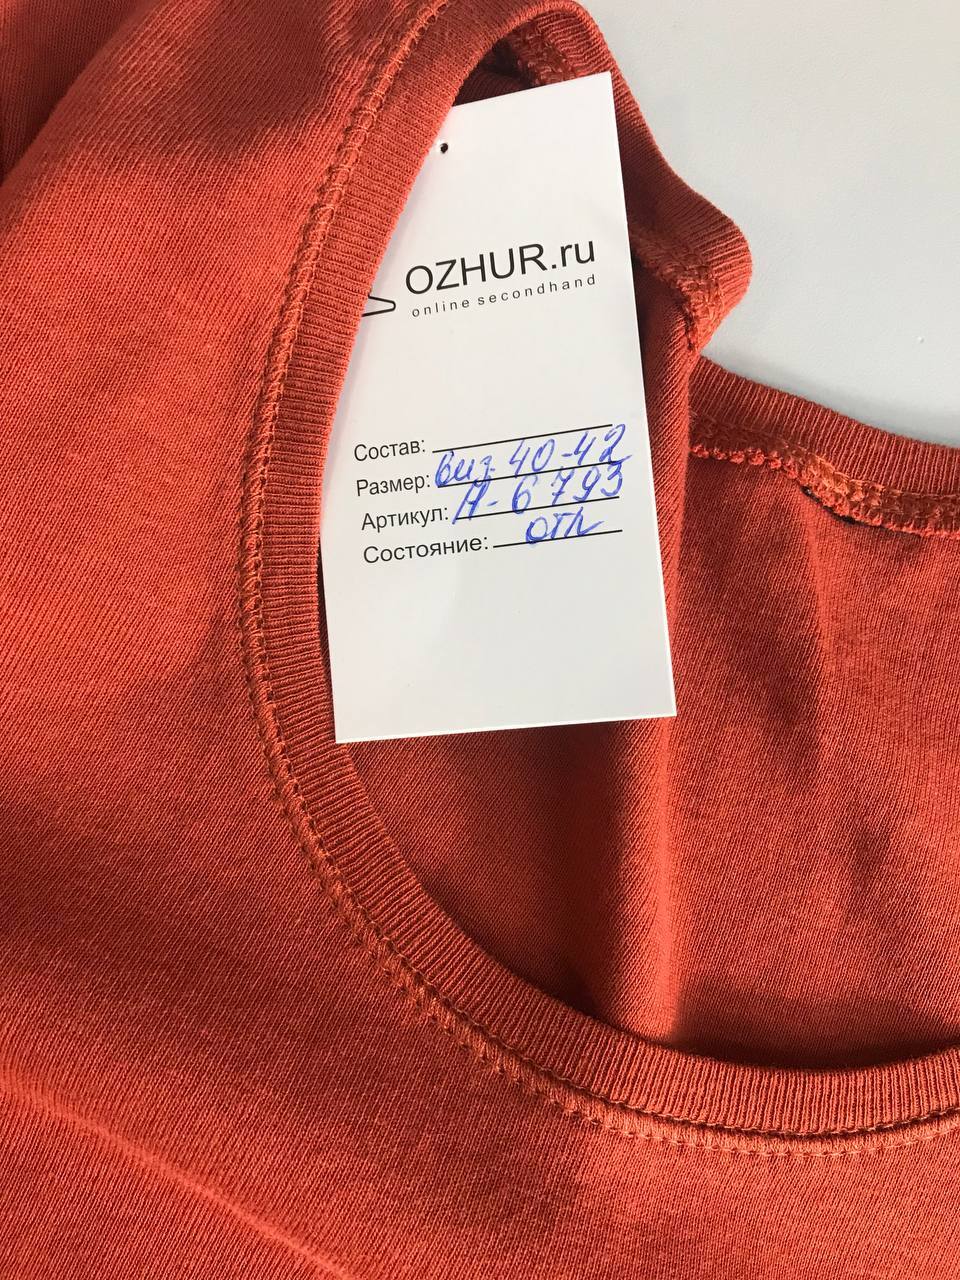 OZHUR.ru
online secondhand
Состав:
Размер: виз. 40-42
Артикул: А-6793
Состояние: отл